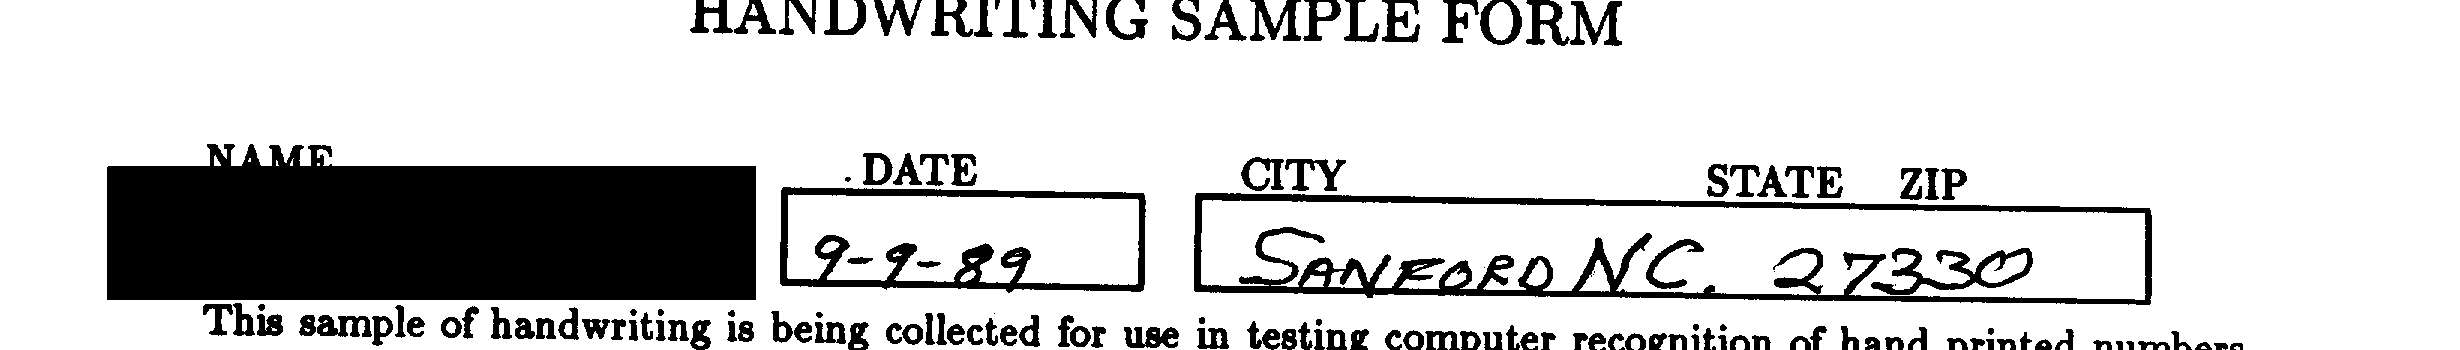 HANDWRITING SAMPLE FORM
NAME DATE CITY STATE ZIP
9-9-89 SANFORD NC. 27330
This sample of handwriting is being collected for use in testing computer recognition of hand printed numbers